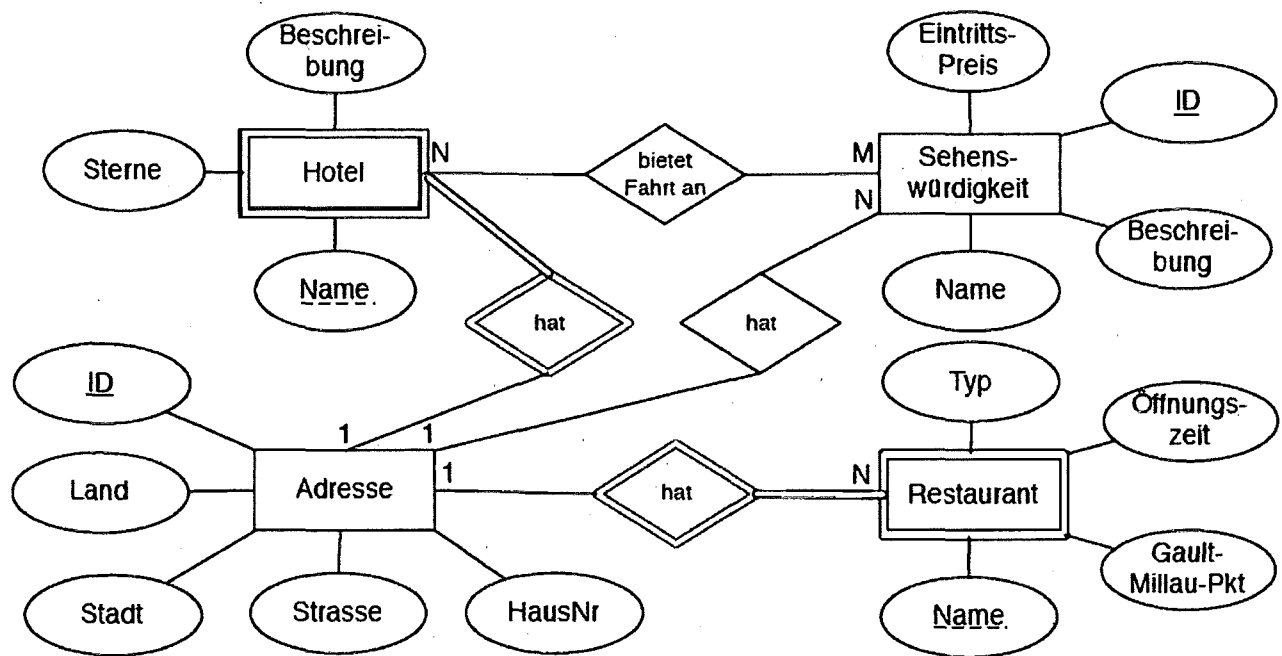 Beschrei-
bung
Eintritts-
Preis
ID
Sterne
Hotel
N
bietet
Fahrt an
M
Sehens-
würdigkeit
N
Name
hat
hat
Name
Beschrei-
bung
ID
Typ
Öffnungs-
zeit
1
1
1
Land
Adresse
hat
N
Restaurant
Gault-
Millau-Pkt
Stadt
Strasse
HausNr
Name